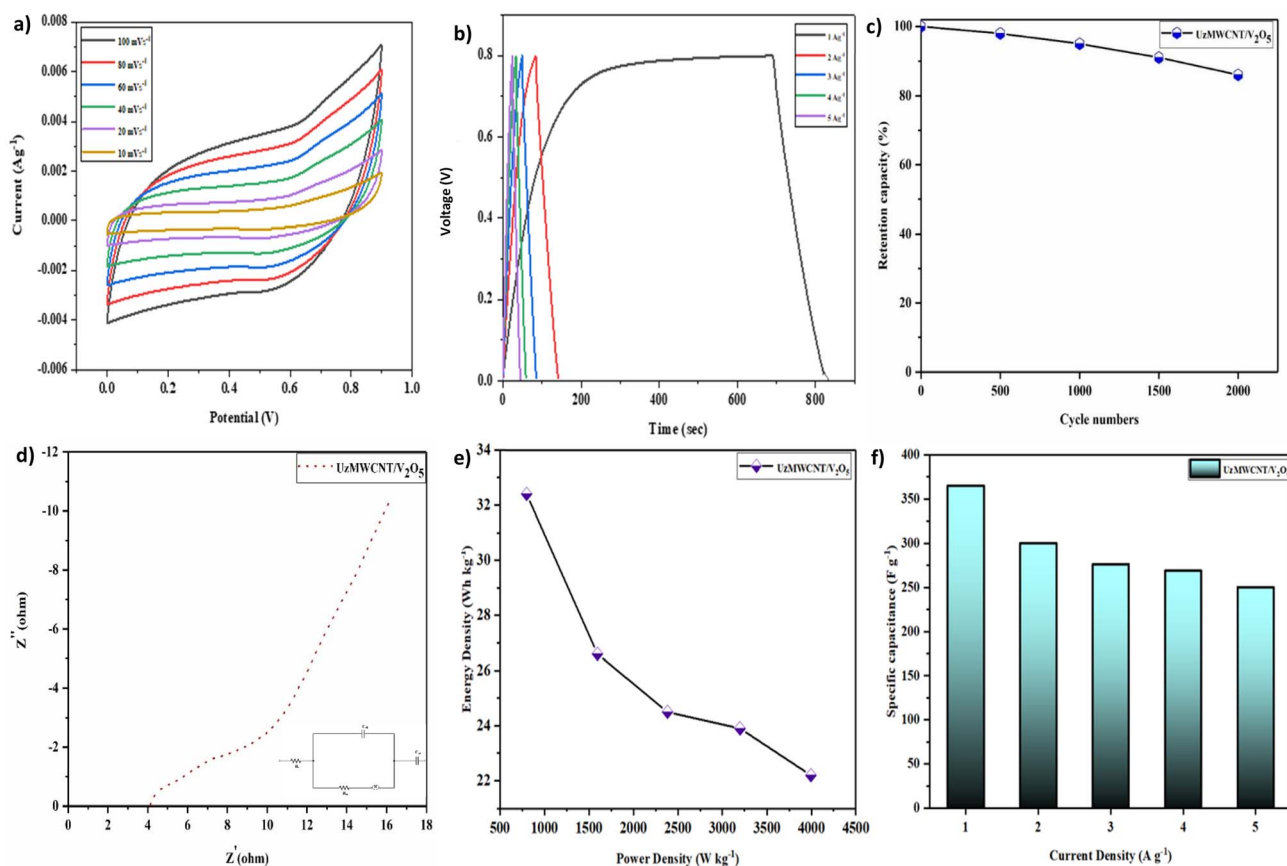 a)
0.008
0.006
0.004
0.002
0.000
-0.002
-0.004
-0.006
Current (Ag⁻¹)
100 mVs⁻¹
80 mVs⁻¹
60 mVs⁻¹
40 mVs⁻¹
20 mVs⁻¹
10 mVs⁻¹
0.0 0.2 0.4 0.6 0.8 1.0
Potential (V)
b)
1.0
0.8
0.6
0.4
0.2
0.0
Voltage (V)
1 Ag⁻¹
2 Ag⁻¹
3 Ag⁻¹
4 Ag⁻¹
5 Ag⁻¹
0 200 400 600 800
Time (sec)
c)
100
80
60
40
20
0
Retention capacity (%)
UzMWCNT/V₂O₅
0 500 1000 1500 2000
Cycle numbers
d)
-12
-10
-8
-6
-4
-2
0
Z''(ohm)
UzMWCNT/V₂O₅
0 2 4 6 8 10 12 14 16 18
Z'(ohm)
e)
34
32
30
28
26
24
22
Energy Density (Wh kg⁻¹)
UzMWCNT/V₂O₅
500 1000 1500 2000 2500 3000 3500 4000 4500
Power Density (W kg⁻¹)
f)
400
350
300
250
200
150
100
50
0
Specific capacitance (F g⁻¹)
UzMWCNT/V₂O
1 2 3 4 5
Current Density (A g⁻¹)